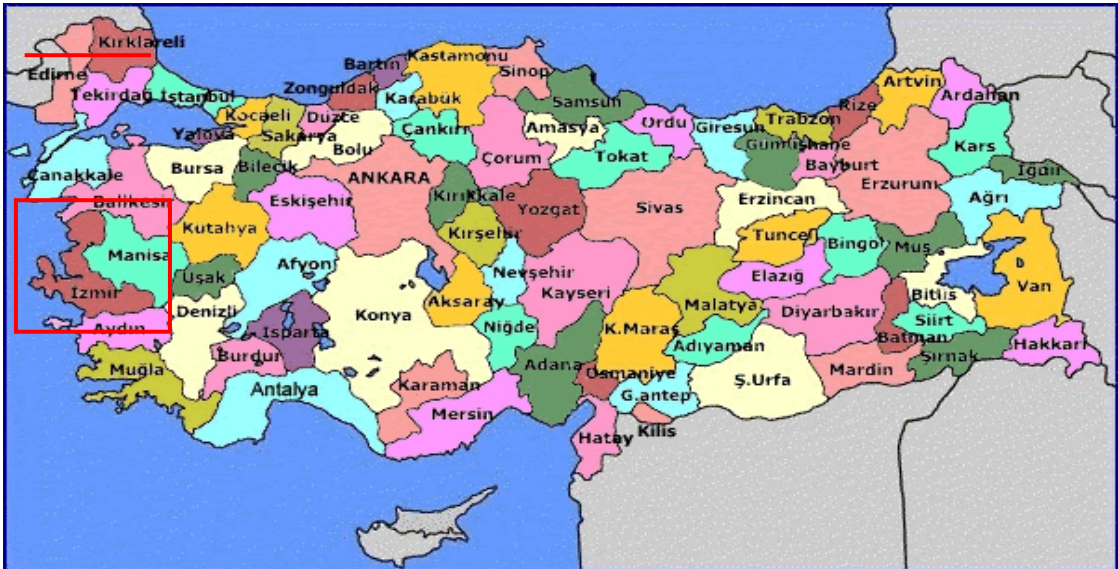 Kırklareli
Edirne
Tekirdağ
İstanbul
Kocaeli
Yalova
Sakarya
Düzce
Bolu
Zonguldak
Bartın
Karabük
Kastamonu
Sinop
Çankırı
Samsun
Amasya
Çorum
Tokat
Ordu
Giresun
Trabzon
Gümüşhane
Rize
Bayburt
Artvin
Ardahan
Kars
Iğdır
Ağrı
Erzurum
Erzincan
Çanakkale
Balıkesi
Bursa
Bilecik
Eskişehir
ANKARA
Kırıkkale
Kırşehir
Yozgat
Sivas
Kutahya
Manisa
İzmir
Uşak
Afyon
Aydın
Denizli
Muğla
Burdur
Isparta
Antalya
Konya
Karaman
Mersin
Aksaray
Nevşehir
Niğde
Kayseri
Adana
Osmaniye
Hatay
Kilis
G.antep
K.Maraş
Malatya
Adıyaman
Ş.Urfa
Elazığ
Tunceli
Bingol
Muş
Bitlis
Van
Diyarbakır
Batman
Siirt
Mardin
Şırnak
Hakkari